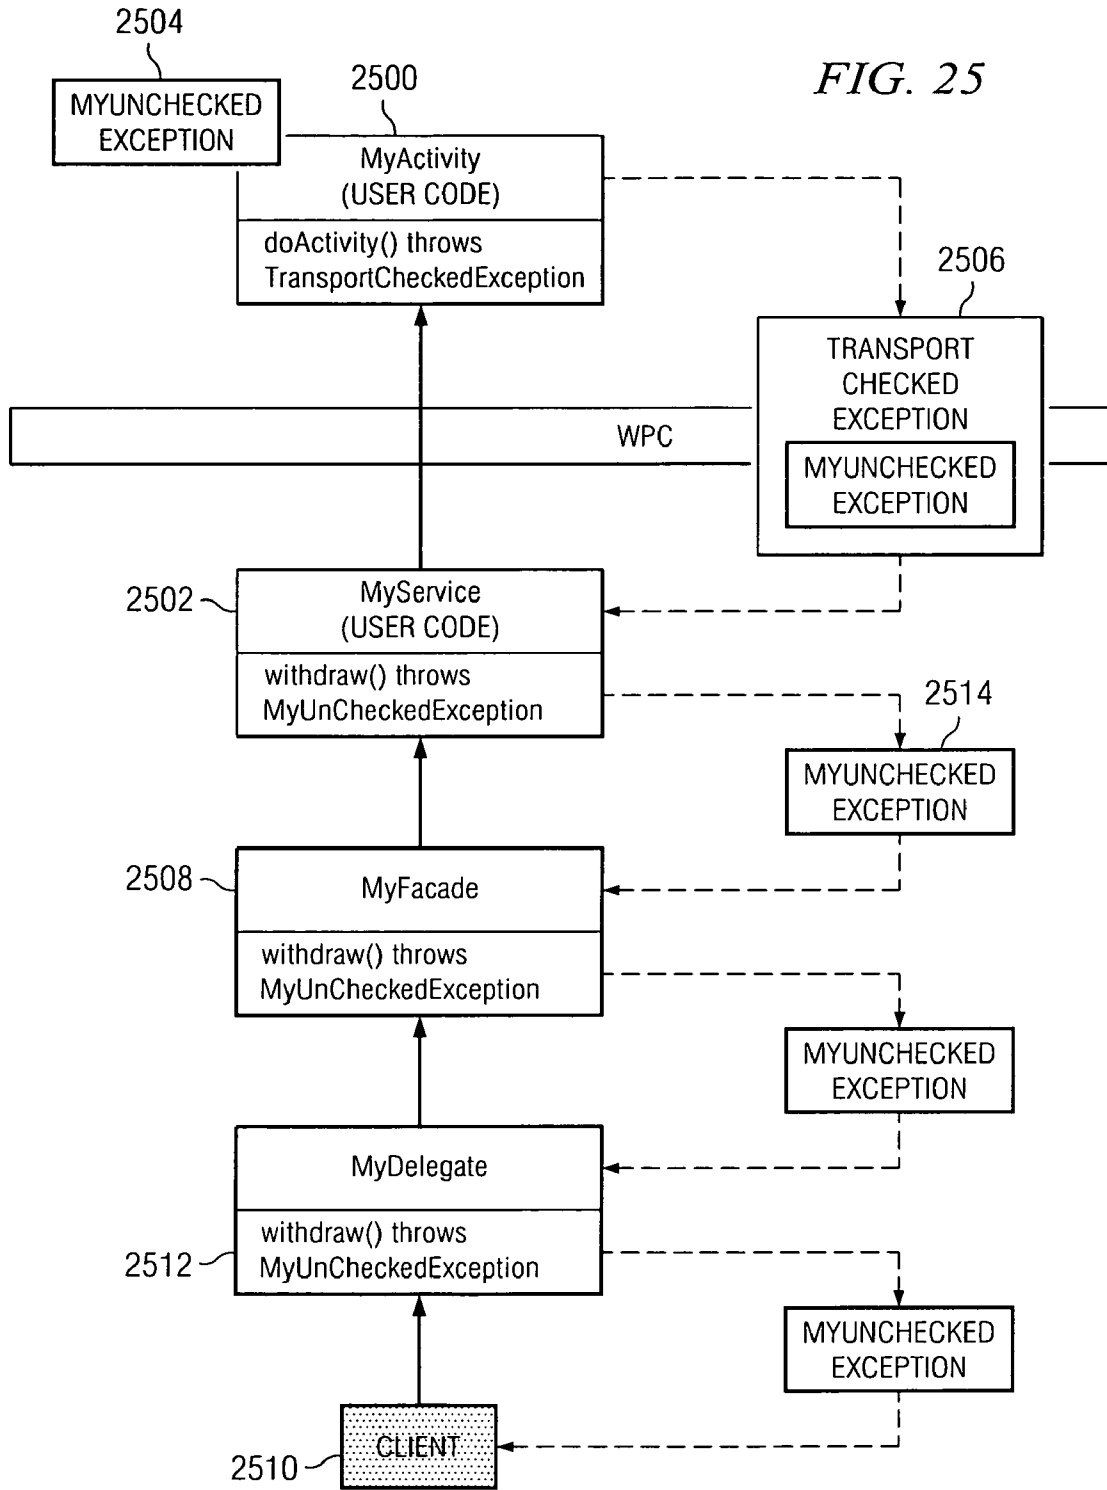 2504
MYUNCHECKED
EXCEPTION
2500
FIG. 25
MyActivity
(USER CODE)
doActivity() throws
TransportCheckedException
2506
TRANSPORT
CHECKED
EXCEPTION
MYUNCHECKED
EXCEPTION
WPC
2502
MyService
(USER CODE)
withdraw() throws
MyUnCheckedException
2514
MYUNCHECKED
EXCEPTION
2508
MyFacade
withdraw() throws
MyUnCheckedException
MYUNCHECKED
EXCEPTION
MyDelegate
withdraw() throws
2512
MyUnCheckedException
MYUNCHECKED
EXCEPTION
CLIENT
2510